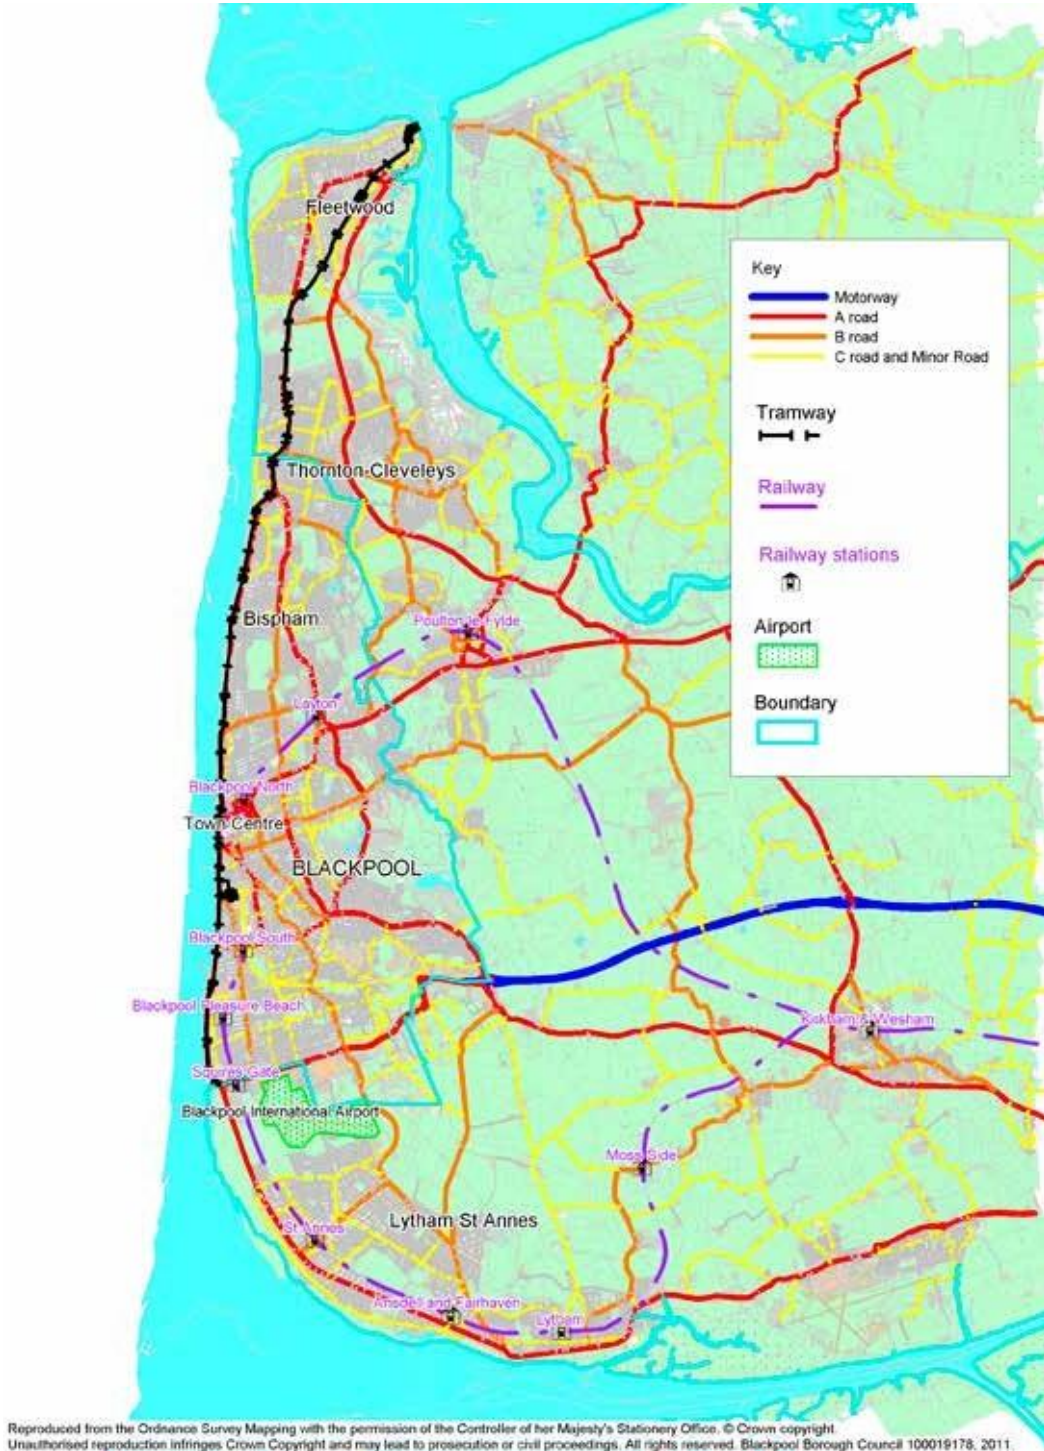 Fleetwood
Key
Motorway
A road
B road
C road and Minor Road
Tramway
Thornton-Cleveleys
Railway
Railway stations
Bispham
Poulton-le-Fylde
Airport
Layton
Boundary
Blackpool North
Town Centre
BLACKPOOL
Blackpool South
Blackpool Pleasure Beach
Kirkham & Wesham
Squires Gate
Blackpool International Airport
Moss Side
St Annes
Lytham St Annes
Ansdell and Fairhaven
Lytham
Reproduced from the Ordnance Survey Mapping with the permission of the Controller of her Majesty's Stationery Office, © Crown copyright.
Unauthorised reproduction infringes Crown Copyright and may lead to prosecution or civil proceedings. All rights reserved. Blackpool Borough Council 100019178, 2011